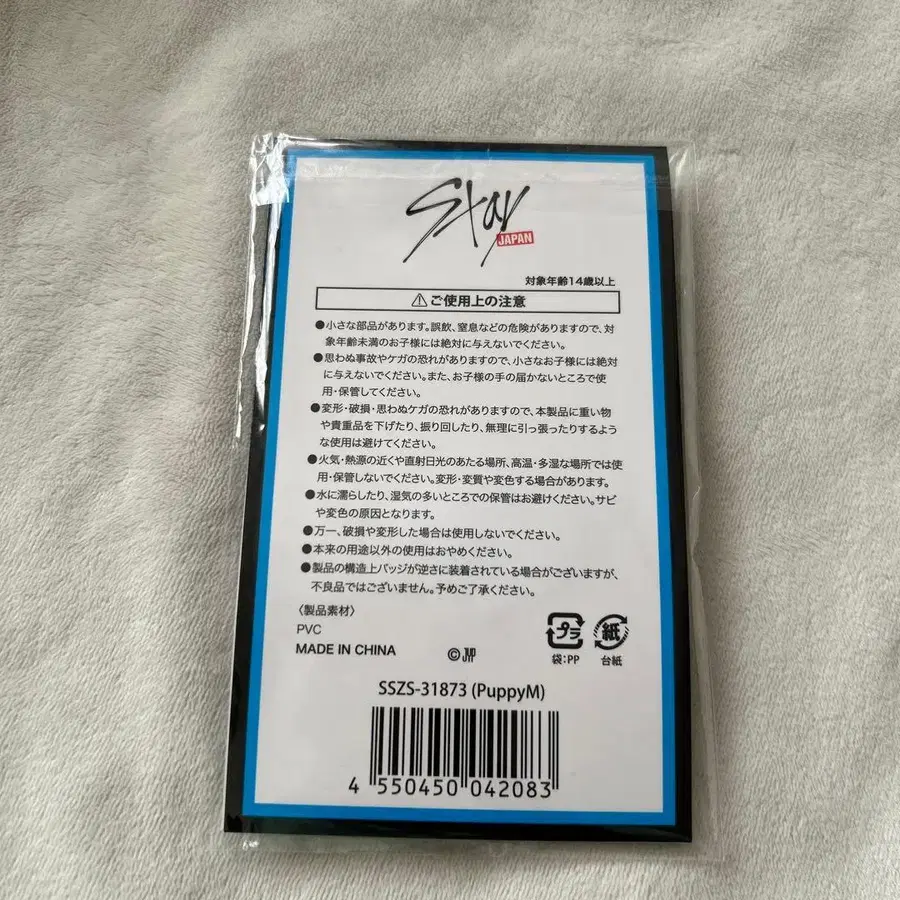 Stay
JAPAN
対象年齢14歳以上
⚠ご使用上の注意
●小さな部品があります。誤飲、窒息などの危険がありますので、対
象年齢未満のお子様には絶対に与えないでください。
●思わぬ事故やケガの恐れがありますので、小さなお子様には絶対
に与えないでください。また、お子様の手の届かないところで使
用・保管してください。
●変形・破損・思わぬケガの恐れがありますので、本製品に重い物
や貴重品を下げたり、振り回したり、無理に引っ張ったりするよう
な使用は避けてください。
●火気・熱源の近くや直射日光のあたる場所、高温・多湿な場所では使
用・保管しないでください。変形・変質や変色する場合があります。
●水に濡らしたり、湿気の多いところでの保管はお避けください。サビ
や変色の原因となります。
●万一、破損や変形した場合は使用しないでください。
●本来の用途以外の使用はおやめください。
●製品の構造上バッジが逆さに装着されている場合がございますが、
不良品ではございません。予めご了承ください。
〈製品素材〉
PVC
MADE IN CHINA
©
プラ
袋:PP
紙
台紙
SSZS-31873 (PuppyM)
4 550450 042083